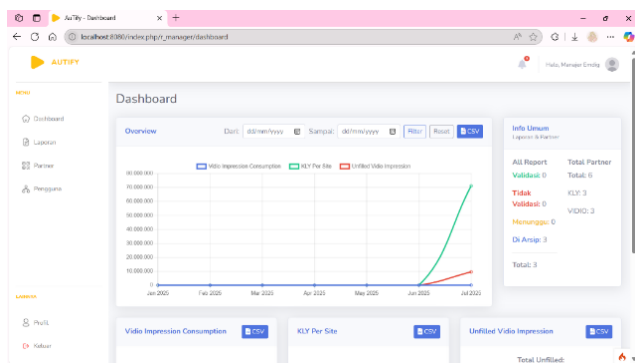 AuTify - Dashboard
localhost:8080/index.php/r_manager/dashboard
AUTIFY
Halo, Manajer Emtitg
MENU
Dashboard
Laporan
Partner
Pengguna
LAINNYA
Profil
Keluar
Dashboard
Overview
Dari: dd/mm/yyyy Sampai: dd/mm/yyyy Filter Reset CSV
Vidio Impression Consumption KLY Per Site Unfilled Vidio Impression
80.000.000
70.000.000
60.000.000
50.000.000
40.000.000
30.000.000
20.000.000
10.000.000
0
Jan 2025 Feb 2025 Mar 2025 Apr 2025 May 2025 Jun 2025 Jul 2025
Info Umum
Laporan & Partner
All Report
Validasi: 0
Tidak
Validasi: 0
Menunggu: 0
Di Arsip: 3
Total: 3
Total Partner
Total: 6
KLY: 3
VIDIO: 3
Vidio Impression Consumption CSV
KLY Per Site CSV
Unfilled Vidio Impression CSV
Total Unfilled: